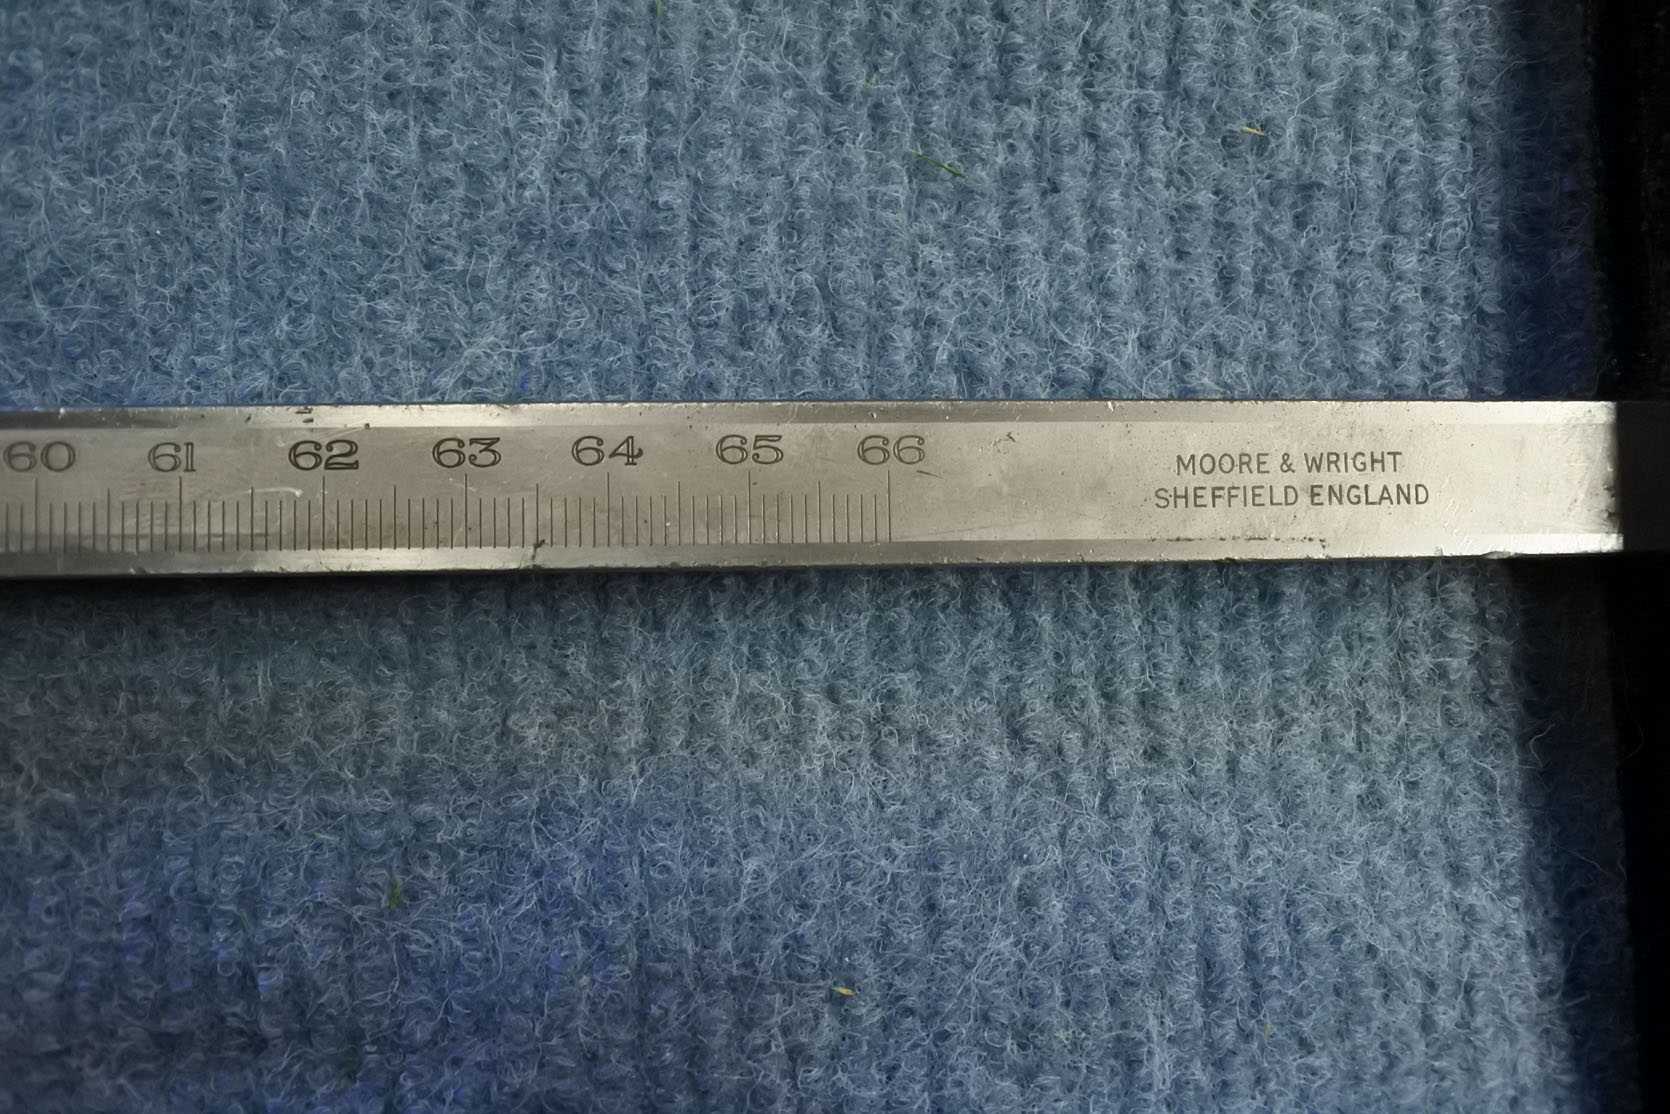 60 61 62 63 64 65 66
MOORE & WRIGHT
SHEFFIELD ENGLAND